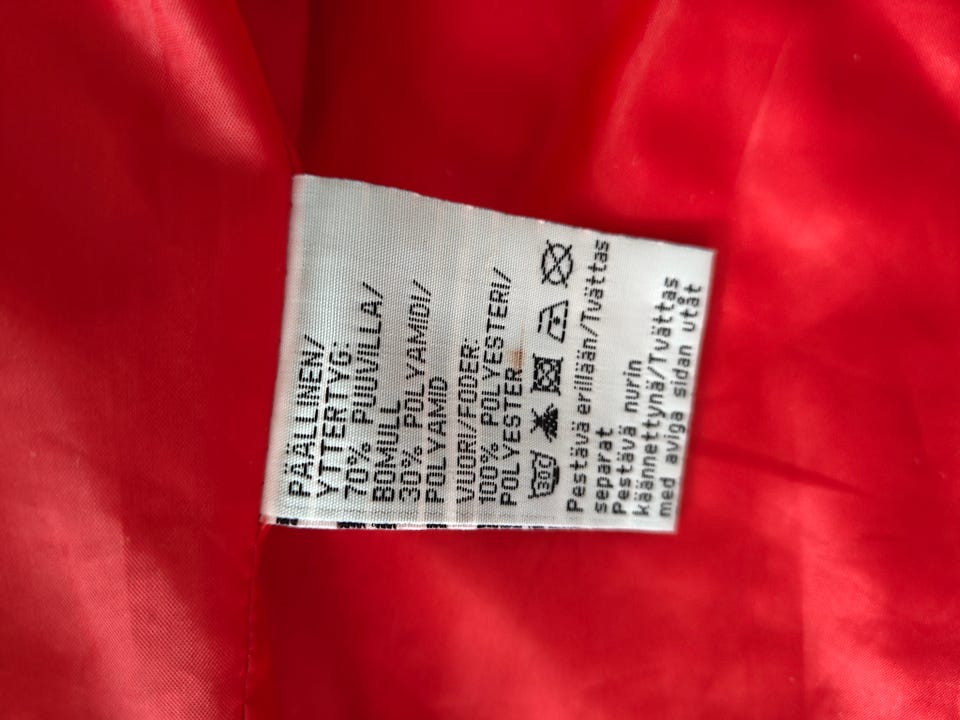 PÄÄLLINEN/
YTTERTYG:
70% PUUVILLA/
BOMULL
30% POLYAMIDI/
POLYAMID
VUORI/FODER:
100% POLYESTERI/
POLYESTER
30C
Pestävä erillään/Tvättas
separat
Pestävä nurin
käännettynä/Tvättas
med aviga sidan utåt